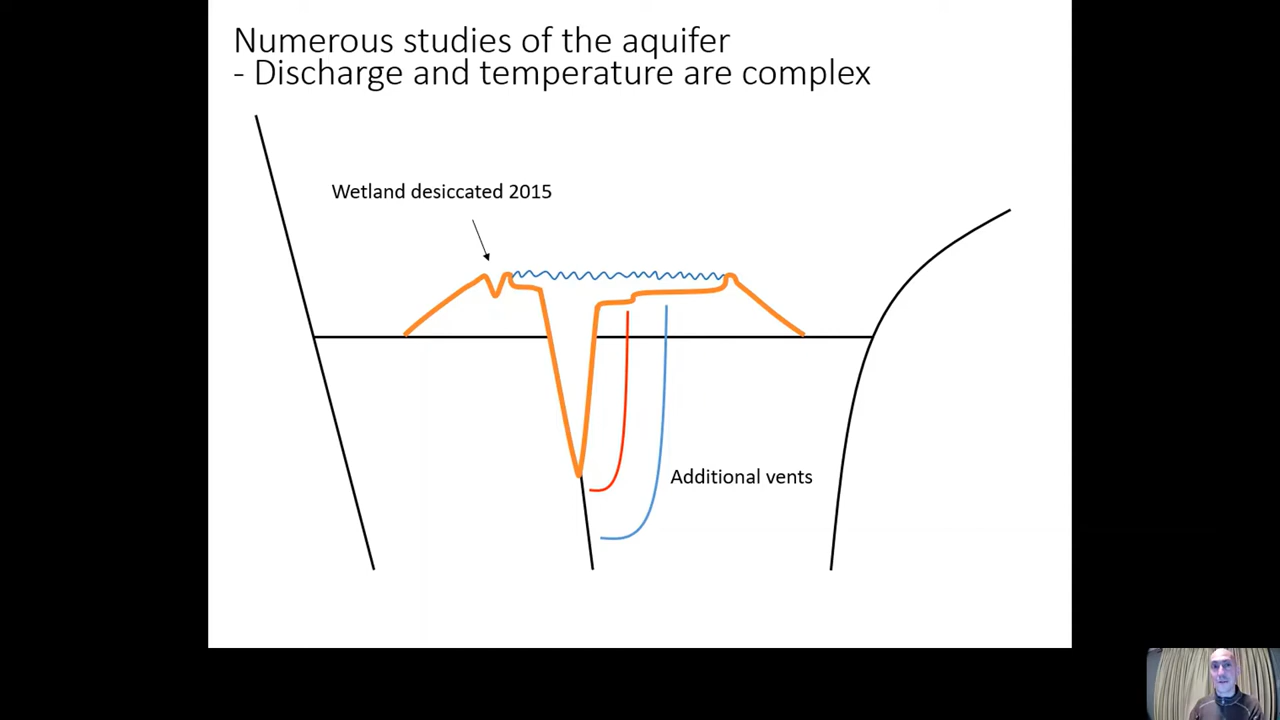 Numerous studies of the aquifer
- Discharge and temperature are complex
Wetland desiccated 2015
Additional vents